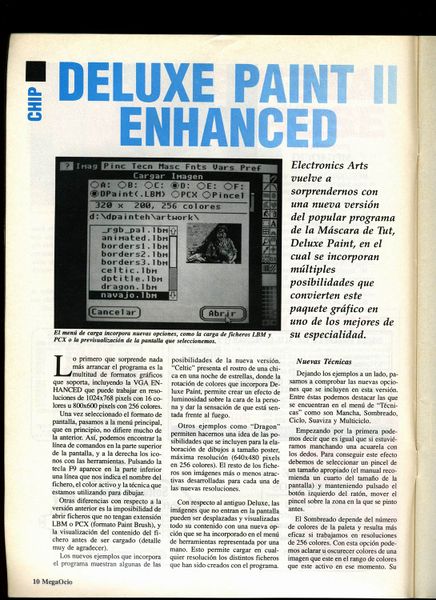 CHIP
DELUXE PAINT II
ENHANCED
? Imag Pinc Tecn Masc Fnts Vars Pref
Cargar Imagen
A: B: C: D: E: F:
DPaint(.LBM) PCX Pincel
320 x 200, 256 colores
d:\dpainteh\artwork\
_rgb_pal.lbm
animated.lbm
borders1.lbm
borders2.lbm
borders3.lbm
celtic.lbm
dptitle.lbm
dragon.lbm
navajo.lbm
Cancelar
Abrir
El menú de carga incorpora nuevas opciones, como la carga de ficheros LBM y
PCX o la previsualización de la pantalla que seleccionemos.
Electronics Arts
vuelve a
sorprendernos con
una nueva versión
del popular programa
de la Máscara de Tut,
Deluxe Paint, en el
cual se incorporan
múltiples
posibilidades que
convierten este
paquete gráfico en
uno de los mejores de
su especialidad.
Lo primero que sorprende nada
más arrancar el programa es la
multitud de formatos gráficos
que soporta, incluyendo la VGA EN-
HANCED que puede trabajar en reso-
luciones de 1024x768 pixels con 16 co-
lores u 800x600 pixels con 256 colores.
Una vez seleccionado el formato de
pantalla, pasamos a la menú principal,
que en principio, no difiere mucho de
la anterior. Así, podemos encontrar la
línea de comandos en la parte superior
de la pantalla, y a la derecha los ico-
nos con las herramientas. Pulsando la
tecla F9 aparece en la parte inferior
una línea que nos indica el nombre del
fichero, el color activo y la técnica que
estamos utilizando para dibujar.
Otras diferencias con respecto a la
versión anterior es la imposibilidad de
abrir ficheros que no tengan extensión
LBM o PCX (formato Paint Brush), y
la visualización del contenido del fi-
chero antes de ser cargado (detalle
muy de agradecer).
Los nuevos ejemplos que incorpora
el programa muestran algunas de las
posibilidades de la nueva versión.
"Celtic" presenta el rostro de una chi-
ca en una noche de estrellas, donde la
rotación de colores que incorpora De-
luxe Paint, permite crear un efecto de
luminosidad sobre la cara de la perso-
na y dar la sensación de que está sen-
tada frente al fuego.
Otros ejemplos como "Dragon"
permiten hacernos una idea de las po-
sibilidades que se incluyen para la ela-
boración de dibujos a tamaño poster,
máxima resolución (640x480 pixels
en 256 colores). El resto de los fiche-
ros son imágenes más o menos atrac-
tivas desarrolladas para cada una de
las nuevas resoluciones.
Con respecto al antiguo Deluxe, las
imágenes que no entran en la pantalla
pueden ser desplazadas y visualizadas
todo su contenido con una nueva op-
ción que se ha incorporado en el menú
de herramientas representada por una
mano. Esto permite cargar en cual-
quier resolución los distintos ficheros
que han sido creados con el programa.
Nuevas Técnicas
Dejando los ejemplos a un lado, pa-
samos a comprobar las nuevas opcio-
nes que se incluyen en esta versión.
Entre éstas podemos destacar las que
se encuentran en el menú de "Técni-
cas" como son Mancha, Sombreado,
Ciclo, Suaviza y Multiciclo.
Empezando por la primera pode-
mos decir que es igual que si estuvié-
ramos manchando una acuarela con
los dedos. Para conseguir este efecto
debemos de seleccionar un pincel de
un tamaño apropiado (el manual reco-
mienda un cuarto del tamaño de la
pantalla) y manteniendo pulsado el
botón izquierdo del ratón, mover el
pincel sobre la zona en la que se pinto
antes.
El Sombreado depende del número
de colores de la paleta y resulta más
eficaz si trabajamos en resoluciones
de 256 colores. Con esta opción pode-
mos aclarar u oscurecer colores de una
imagen que este en el rango de colores
que este activo en ese momento. Su
10 MegaOcio